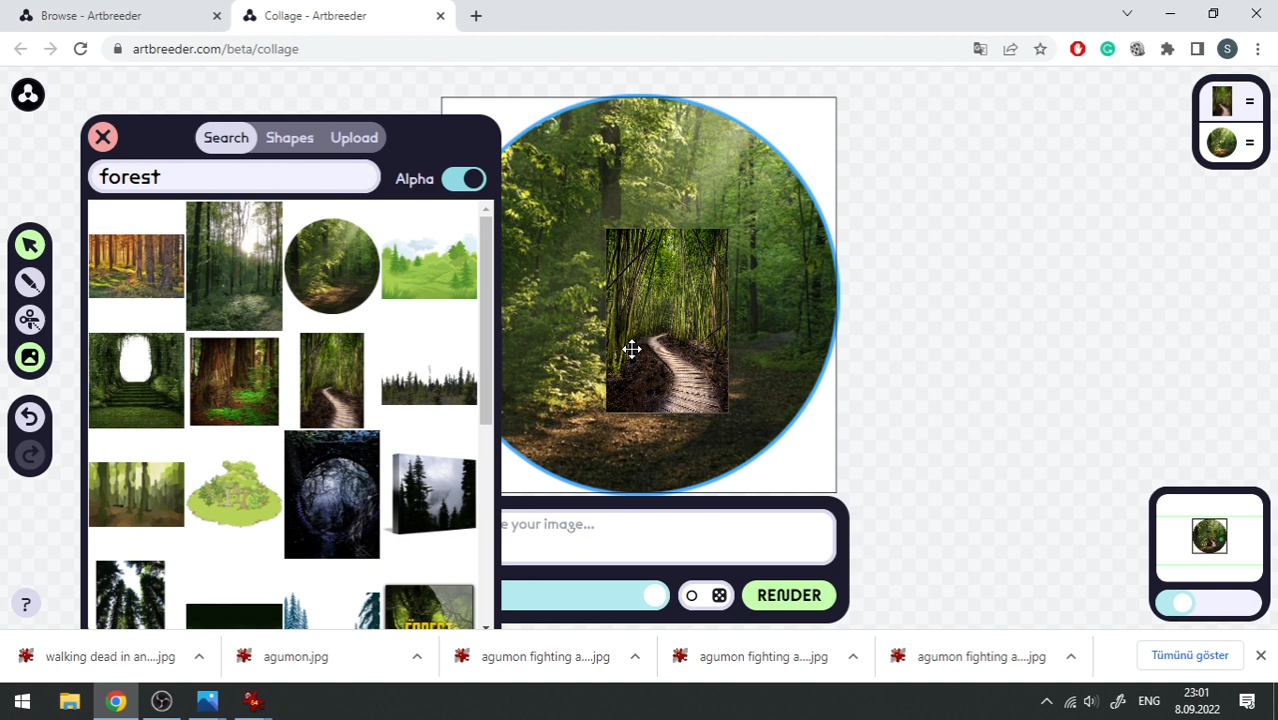 Browse - Artbreeder
Collage - Artbreeder
artbreeder.com/beta/collage
S
Search
Shapes
Upload
forest
Alpha
FOREST
e your image...
RENDER
?
walking dead in an....jpg
agumon.jpg
agumon fighting a....jpg
agumon fighting a....jpg
agumon fighting a....jpg
Tümünü göster
64
ENG
23:01
8.09.2022